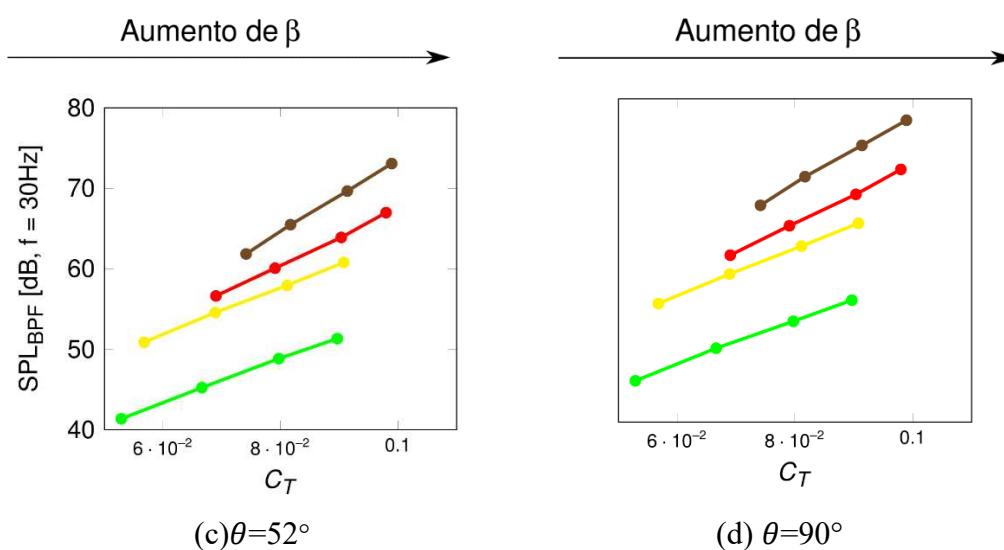 Aumento de β
Aumento de β
SPL_BPF [dB, f = 30Hz]
80
70
60
50
40
6 · 10⁻²
8 · 10⁻²
0.1
C_T
(c)θ=52°
6 · 10⁻²
8 · 10⁻²
0.1
C_T
(d) θ=90°